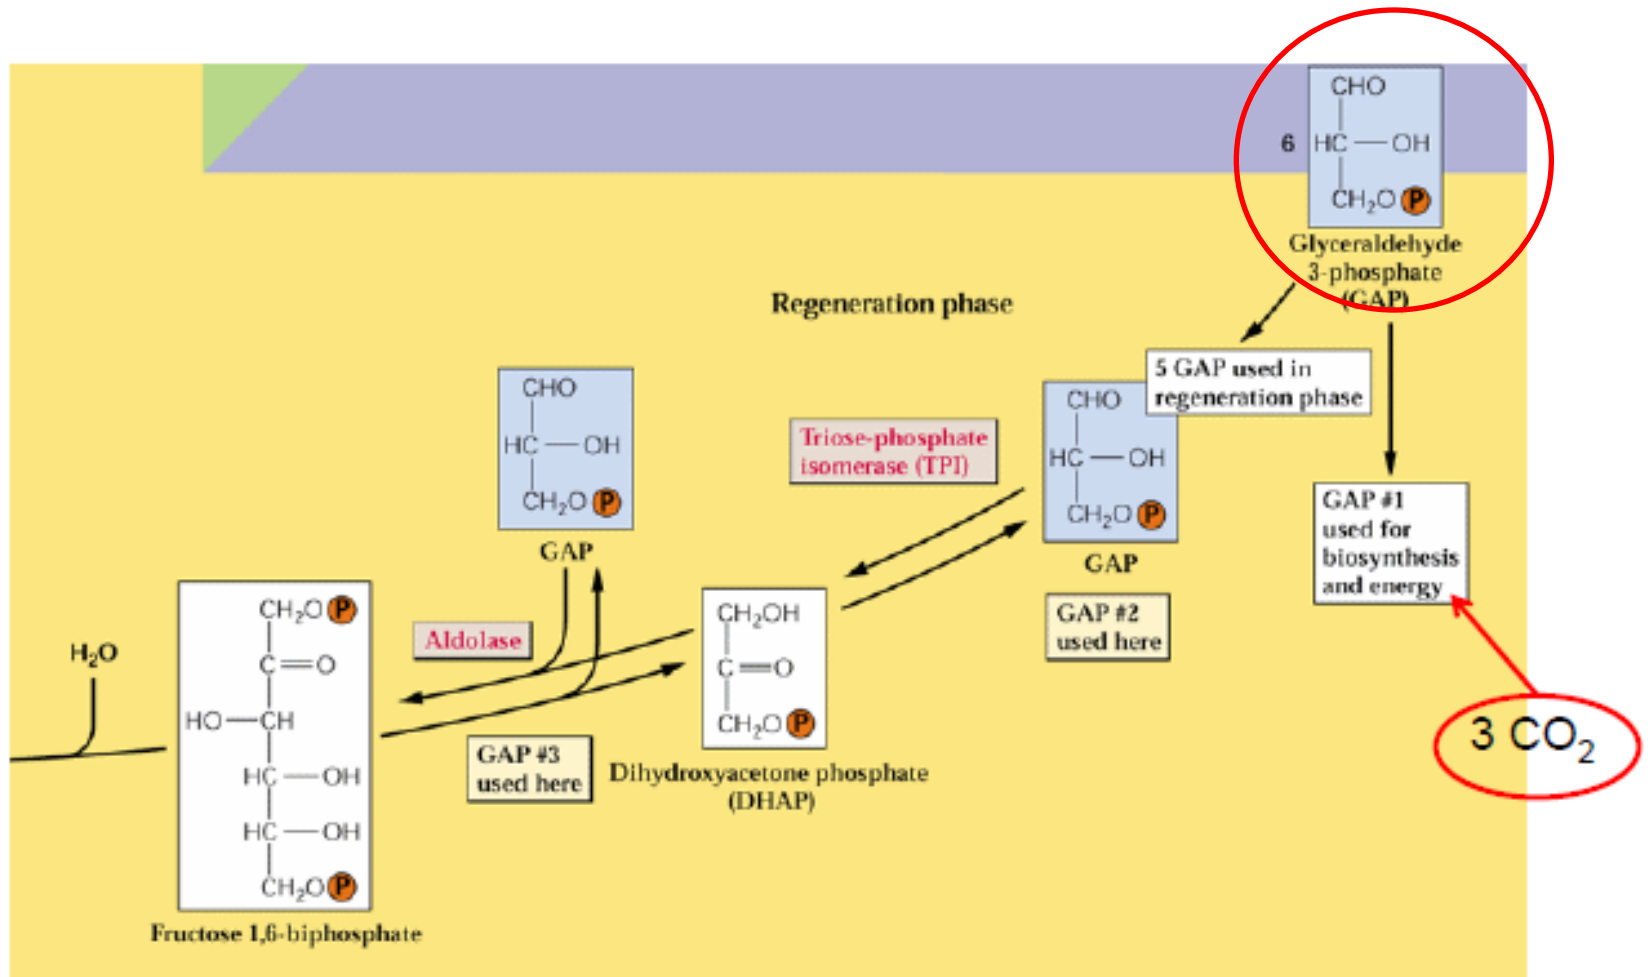 CHO
6 HC—OH
CH₂O P
Glyceraldehyde
3-phosphate
(GAP)
Regeneration phase
5 GAP used in
regeneration phase
CHO
HC—OH
CH₂O P
GAP
Triose-phosphate
isomerase (TPI)
CHO
HC—OH
CH₂O P
GAP
GAP #2
used here
GAP #1
used for
biosynthesis
and energy
3 CO₂
CH₂OH
C=O
CH₂O P
Dihydroxyacetone phosphate
(DHAP)
Aldolase
GAP #3
used here
H₂O
CH₂O P
C=O
HO—CH
HC—OH
HC—OH
CH₂O P
Fructose 1,6-biphosphate